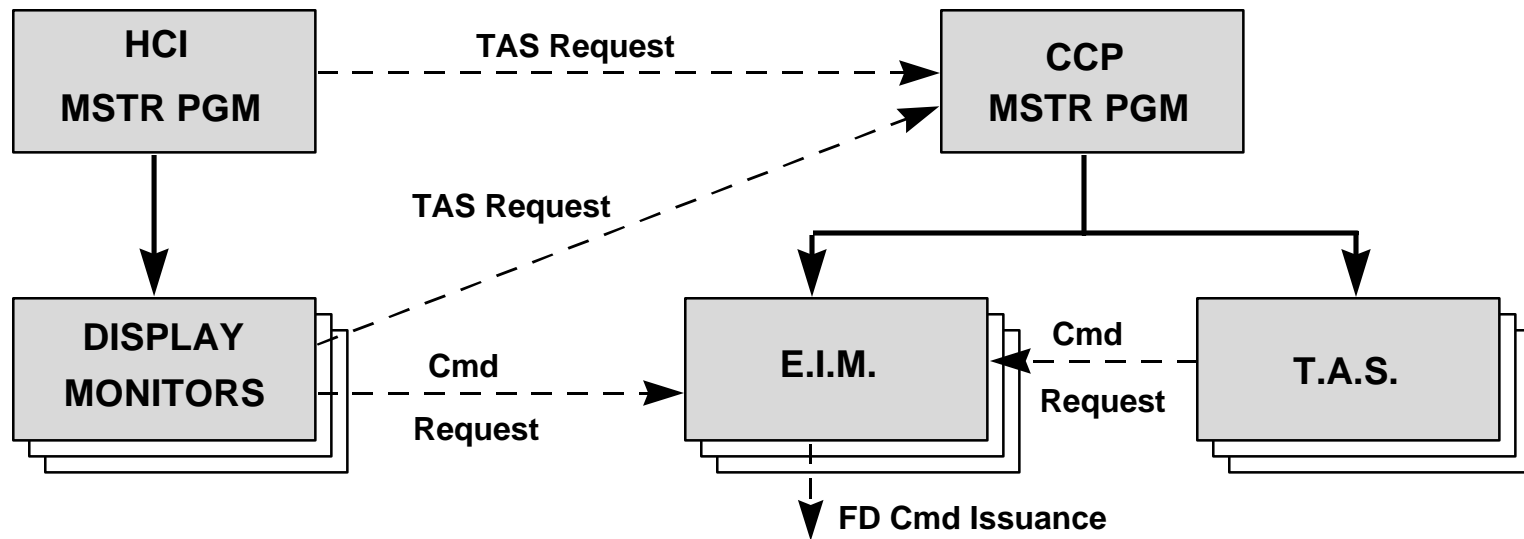 HCI
MSTR PGM
TAS Request
CCP
MSTR PGM
TAS Request
DISPLAY
MONITORS
Cmd
Request
E.I.M.
Cmd
Request
T.A.S.
FD Cmd Issuance